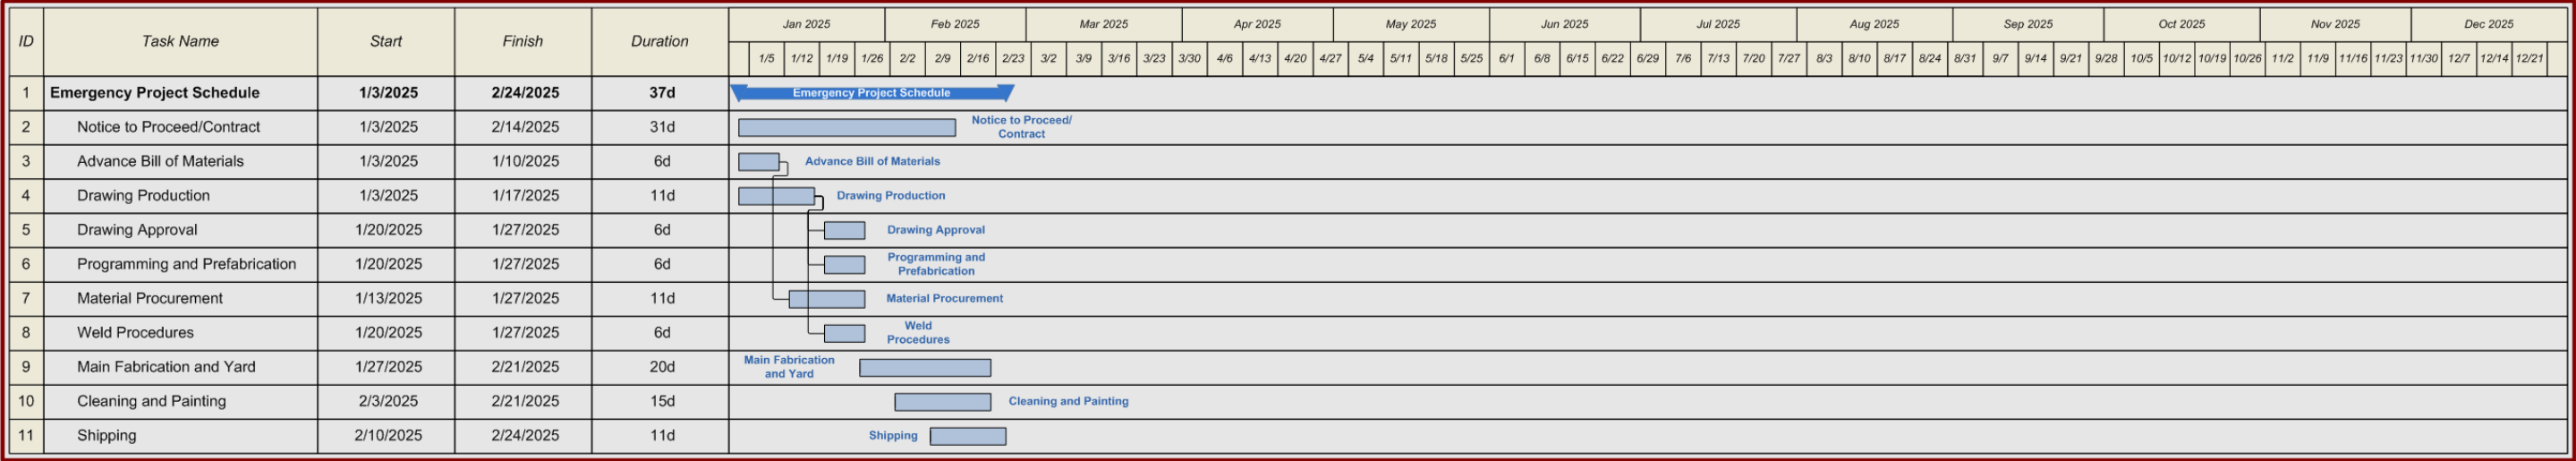 ID Task Name Start Finish Duration Jan 2025 Feb 2025 Mar 2025 Apr 2025 May 2025 Jun 2025 Jul 2025 Aug 2025 Sep 2025 Oct 2025 Nov 2025 Dec 2025
1/5 1/12 1/19 1/26 2/2 2/9 2/16 2/23 3/2 3/9 3/16 3/23 3/30 4/6 4/13 4/20 4/27 5/4 5/11 5/18 5/25 6/1 6/8 6/15 6/22 6/29 7/6 7/13 7/20 7/27 8/3 8/10 8/17 8/24 8/31 9/7 9/14 9/21 9/28 10/5 10/12 10/19 10/26 11/2 11/9 11/16 11/23 11/30 12/7 12/14 12/21
1 Emergency Project Schedule 1/3/2025 2/24/2025 37d Emergency Project Schedule
2 Notice to Proceed/Contract 1/3/2025 2/14/2025 31d Notice to Proceed/
Contract
3 Advance Bill of Materials 1/3/2025 1/10/2025 6d Advance Bill of Materials
4 Drawing Production 1/3/2025 1/17/2025 11d Drawing Production
5 Drawing Approval 1/20/2025 1/27/2025 6d Drawing Approval
6 Programming and Prefabrication 1/20/2025 1/27/2025 6d Programming and
Prefabrication
7 Material Procurement 1/13/2025 1/27/2025 11d Material Procurement
8 Weld Procedures 1/20/2025 1/27/2025 6d Weld
Procedures
9 Main Fabrication and Yard 1/27/2025 2/21/2025 20d Main Fabrication
and Yard
10 Cleaning and Painting 2/3/2025 2/21/2025 15d Cleaning and Painting
11 Shipping 2/10/2025 2/24/2025 11d Shipping